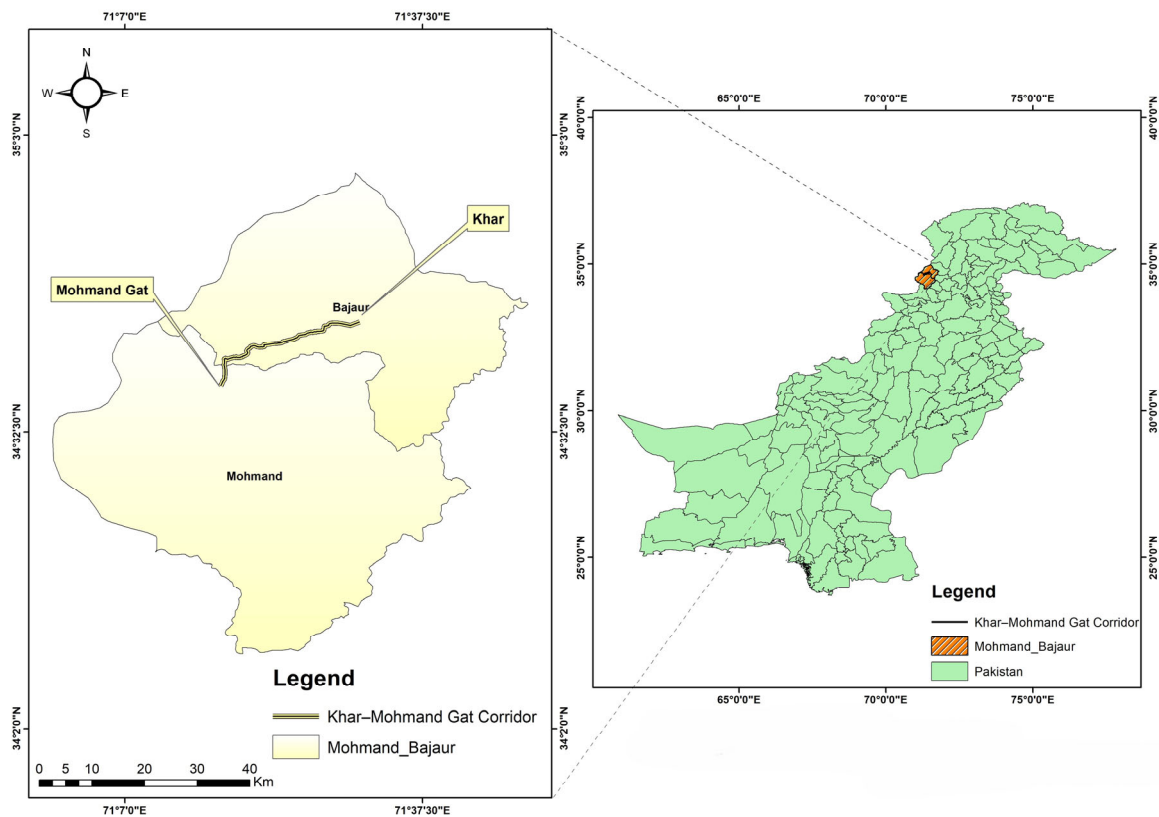 71°7'0"E
71°37'30"E
N
W
E
S
35°3'0"N
35°3'0"N
Khar
Mohmand Gat
Bajaur
34°32'30"N
34°32'30"N
Mohmand
Legend
Khar–Mohmand Gat Corridor
Mohmand_Bajaur
34°2'0"N
34°2'0"N
0 5 10 20 30 40
Km
71°7'0"E
71°37'30"E
65°0'0"E
70°0'0"E
75°0'0"E
40°0'0"N
40°0'0"N
35°0'0"N
35°0'0"N
30°0'0"N
30°0'0"N
25°0'0"N
25°0'0"N
Legend
Khar–Mohmand Gat Corridor
Mohmand_Bajaur
Pakistan
65°0'0"E
70°0'0"E
75°0'0"E